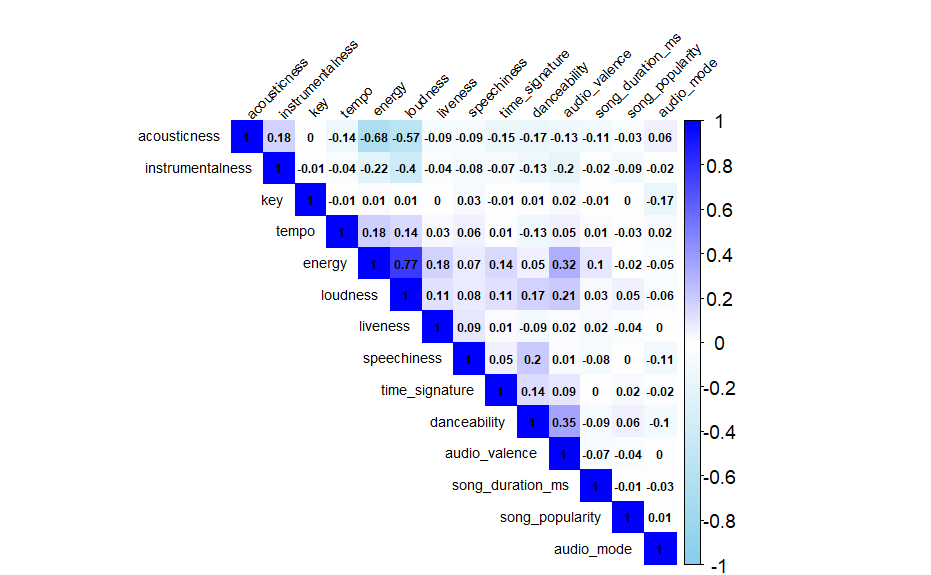 acousticness instrumentalness key tempo energy loudness liveness speechiness time_signature danceability audio_valence song_duration_ms song_popularity audio_mode
acousticness 1 0.18 0 -0.14 -0.68 -0.57 -0.09 -0.09 -0.15 -0.17 -0.13 -0.11 -0.03 0.06
instrumentalness 1 -0.01 -0.04 -0.22 -0.4 -0.04 -0.08 -0.07 -0.13 -0.2 -0.02 -0.09 -0.02
key 1 -0.01 0.01 0.01 0 0.03 -0.01 0.01 0.02 -0.01 0 -0.17
tempo 1 0.18 0.14 0.03 0.06 0.01 -0.13 0.05 0.01 -0.03 0.02
energy 1 0.77 0.18 0.07 0.14 0.05 0.32 0.1 -0.02 -0.05
loudness 1 0.11 0.08 0.11 0.17 0.21 0.03 0.05 -0.06
liveness 1 0.09 0.01 -0.09 0.02 0.02 -0.04 0
speechiness 1 0.05 0.2 0.01 -0.08 0 -0.11
time_signature 1 0.14 0.09 0 0.02 -0.02
danceability 1 0.35 -0.09 0.06 -0.1
audio_valence 1 -0.07 -0.04 0
song_duration_ms 1 -0.01 -0.03
song_popularity 1 0.01
audio_mode 1
1
0.8
0.6
0.4
0.2
0
-0.2
-0.4
-0.6
-0.8
-1